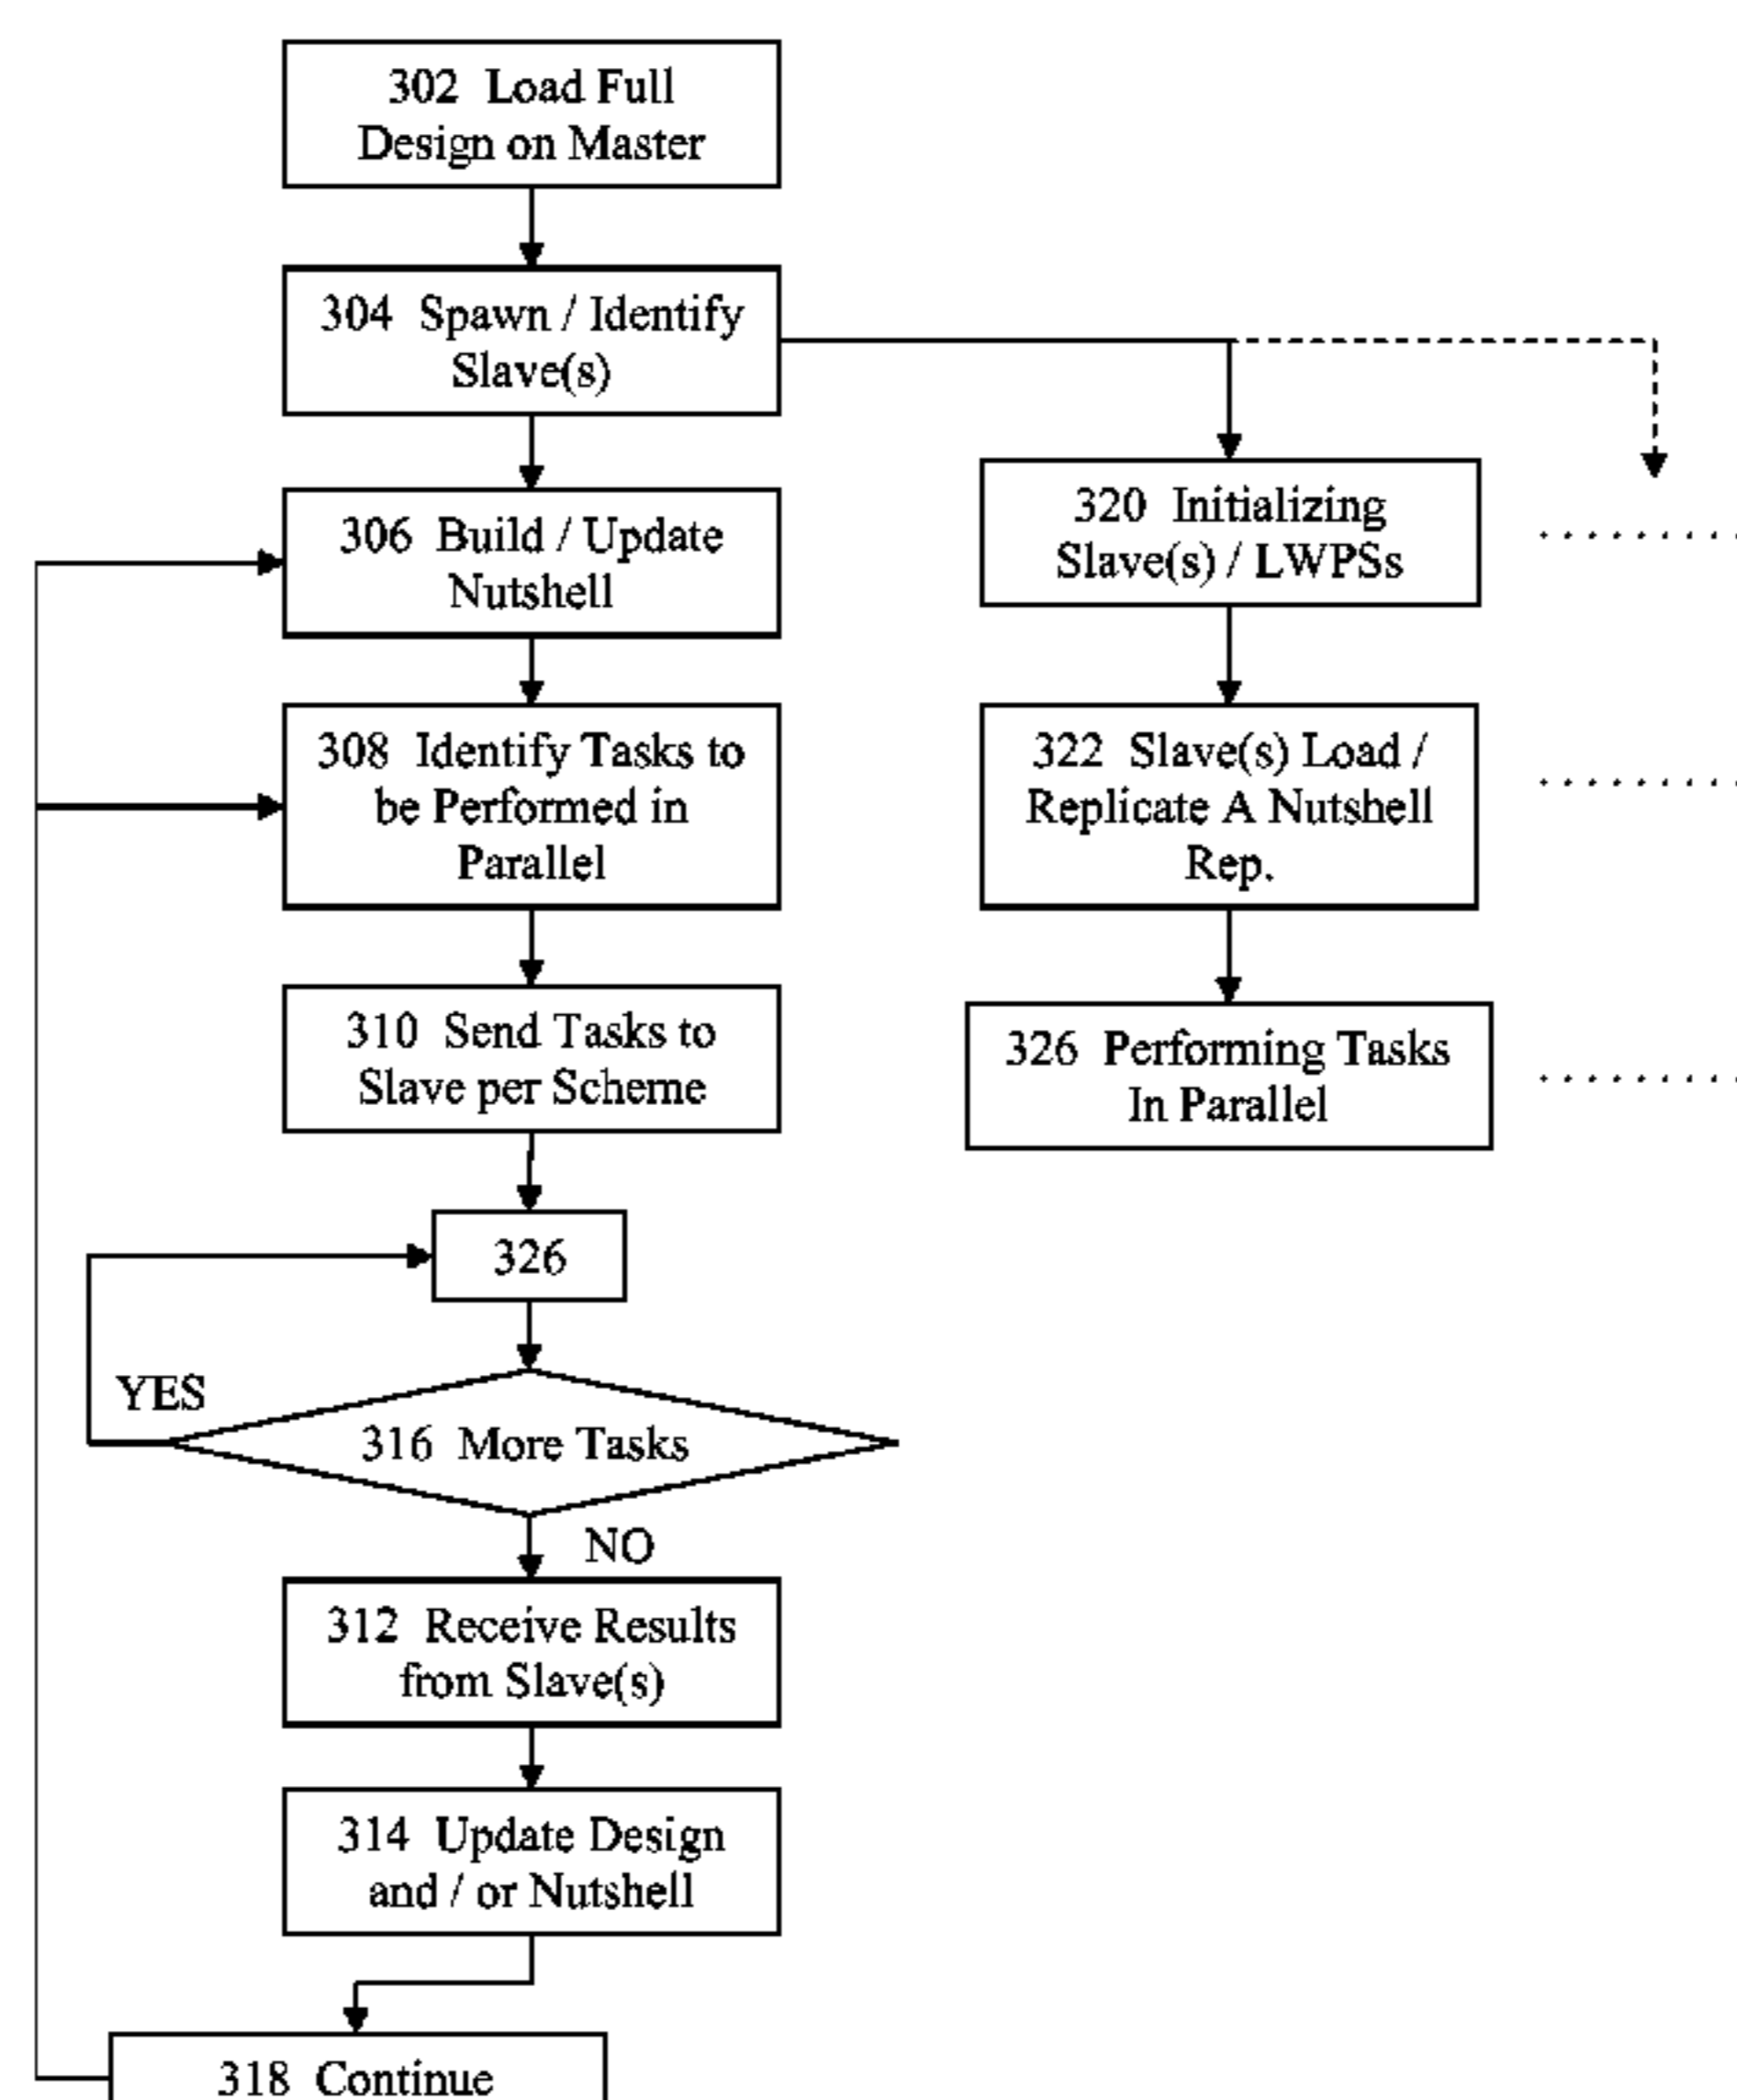 302 Load Full
Design on Master
304 Spawn / Identify
Slave(s)
306 Build / Update
Nutshell
308 Identify Tasks to
be Performed in
Parallel
310 Send Tasks to
Slave per Scheme
326
YES
316 More Tasks
NO
312 Receive Results
from Slave(s)
314 Update Design
and / or Nutshell
318 Continue
320 Initializing
Slave(s) / LWPSs
322 Slave(s) Load /
Replicate A Nutshell
Rep.
326 Performing Tasks
In Parallel